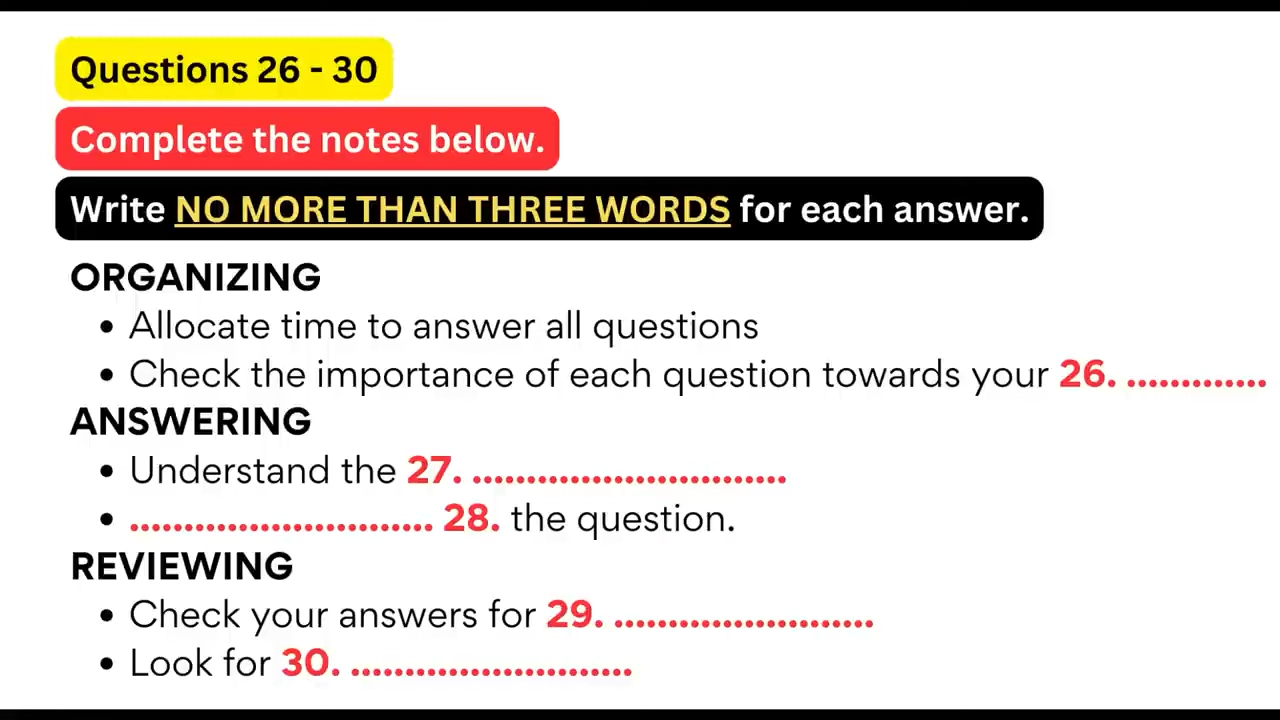 Questions 26 - 30
Complete the notes below.
Write NO MORE THAN THREE WORDS for each answer.
ORGANIZING
• Allocate time to answer all questions
• Check the importance of each question towards your 26. .............
ANSWERING
• Understand the 27. .............................
• ............................ 28. the question.
REVIEWING
• Check your answers for 29. ........................
• Look for 30. ..........................